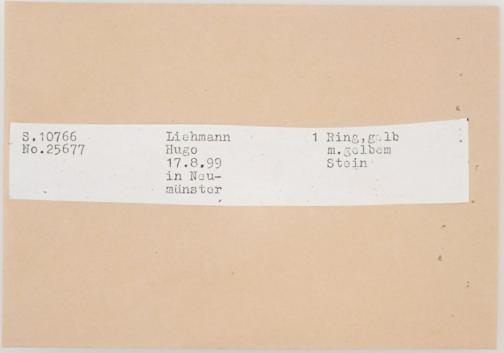 S.10766 Liehmann 1 Ring,gelb
No.25677 Hugo m.gelbem
17.8.99 Stein
in Neu-
münster